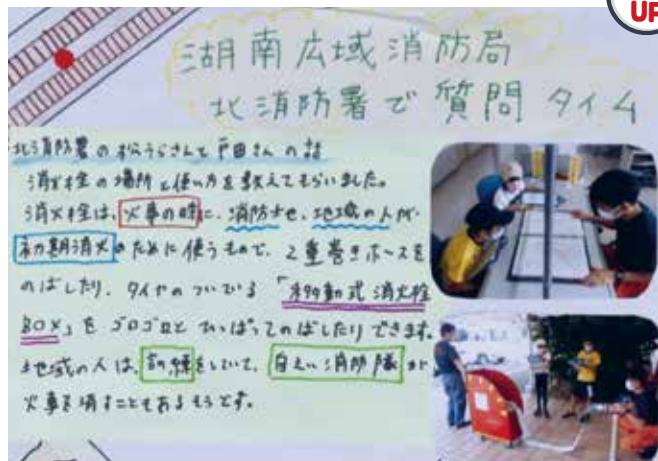 UP
湖南広域消防局
北消防署で質問タイム
北消防署の松うらさんと戸田さんの話
消火栓の場所と使い方を教えてもらいました。
消火栓は、火事の時に、消防士や、地域の人が、
初期消火のために使うもので、2重巻きホースを
のばしたり、タイヤのついている「移動式消火栓
BOX」をゴロゴロとひっぱってのばしたりできます。
地域の人は、訓練をしていて、自えい消防隊が
火事を消すこともあるそうです。